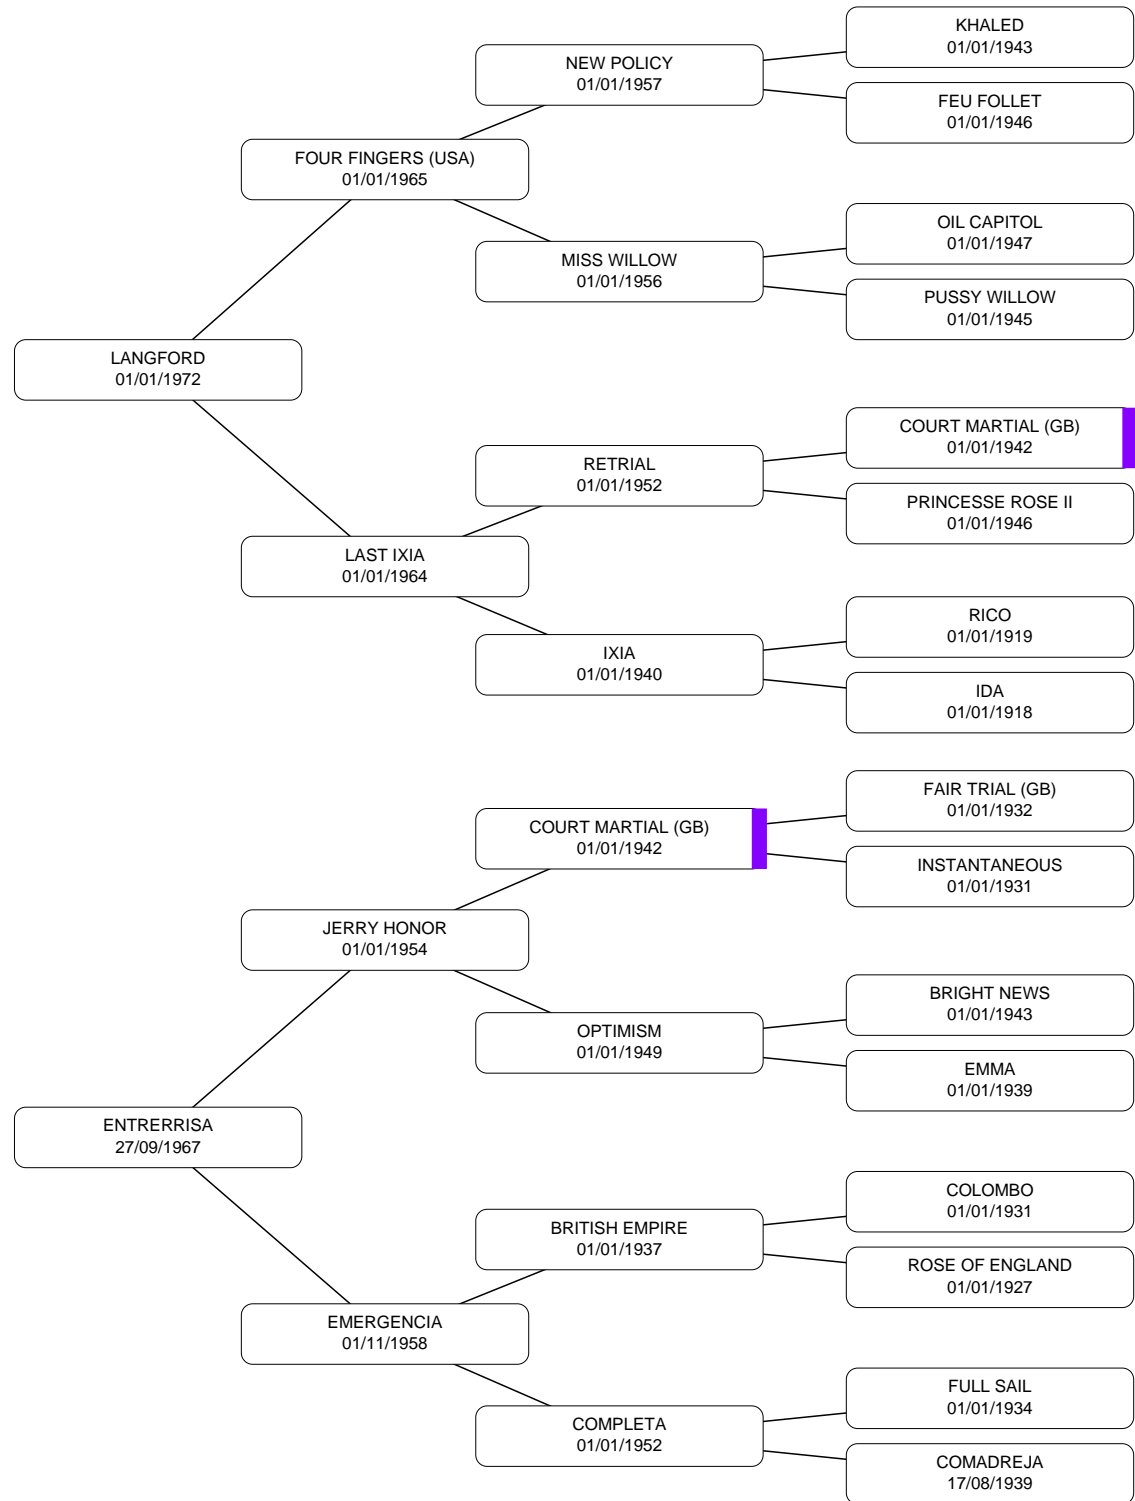 KHALED
01/01/1943
NEW POLICY
01/01/1957
FEU FOLLET
01/01/1946
FOUR FINGERS (USA)
01/01/1965
OIL CAPITOL
01/01/1947
MISS WILLOW
01/01/1956
PUSSY WILLOW
01/01/1945
LANGFORD
01/01/1972
COURT MARTIAL (GB)
01/01/1942
RETRIAL
01/01/1952
PRINCESSE ROSE II
01/01/1946
LAST IXIA
01/01/1964
RICO
01/01/1919
IXIA
01/01/1940
IDA
01/01/1918
FAIR TRIAL (GB)
01/01/1932
COURT MARTIAL (GB)
01/01/1942
INSTANTANEOUS
01/01/1931
JERRY HONOR
01/01/1954
BRIGHT NEWS
01/01/1943
OPTIMISM
01/01/1949
EMMA
01/01/1939
ENTRERRISA
27/09/1967
COLOMBO
01/01/1931
BRITISH EMPIRE
01/01/1937
ROSE OF ENGLAND
01/01/1927
EMERGENCIA
01/11/1958
FULL SAIL
01/01/1934
COMPLETA
01/01/1952
COMADREJA
17/08/1939